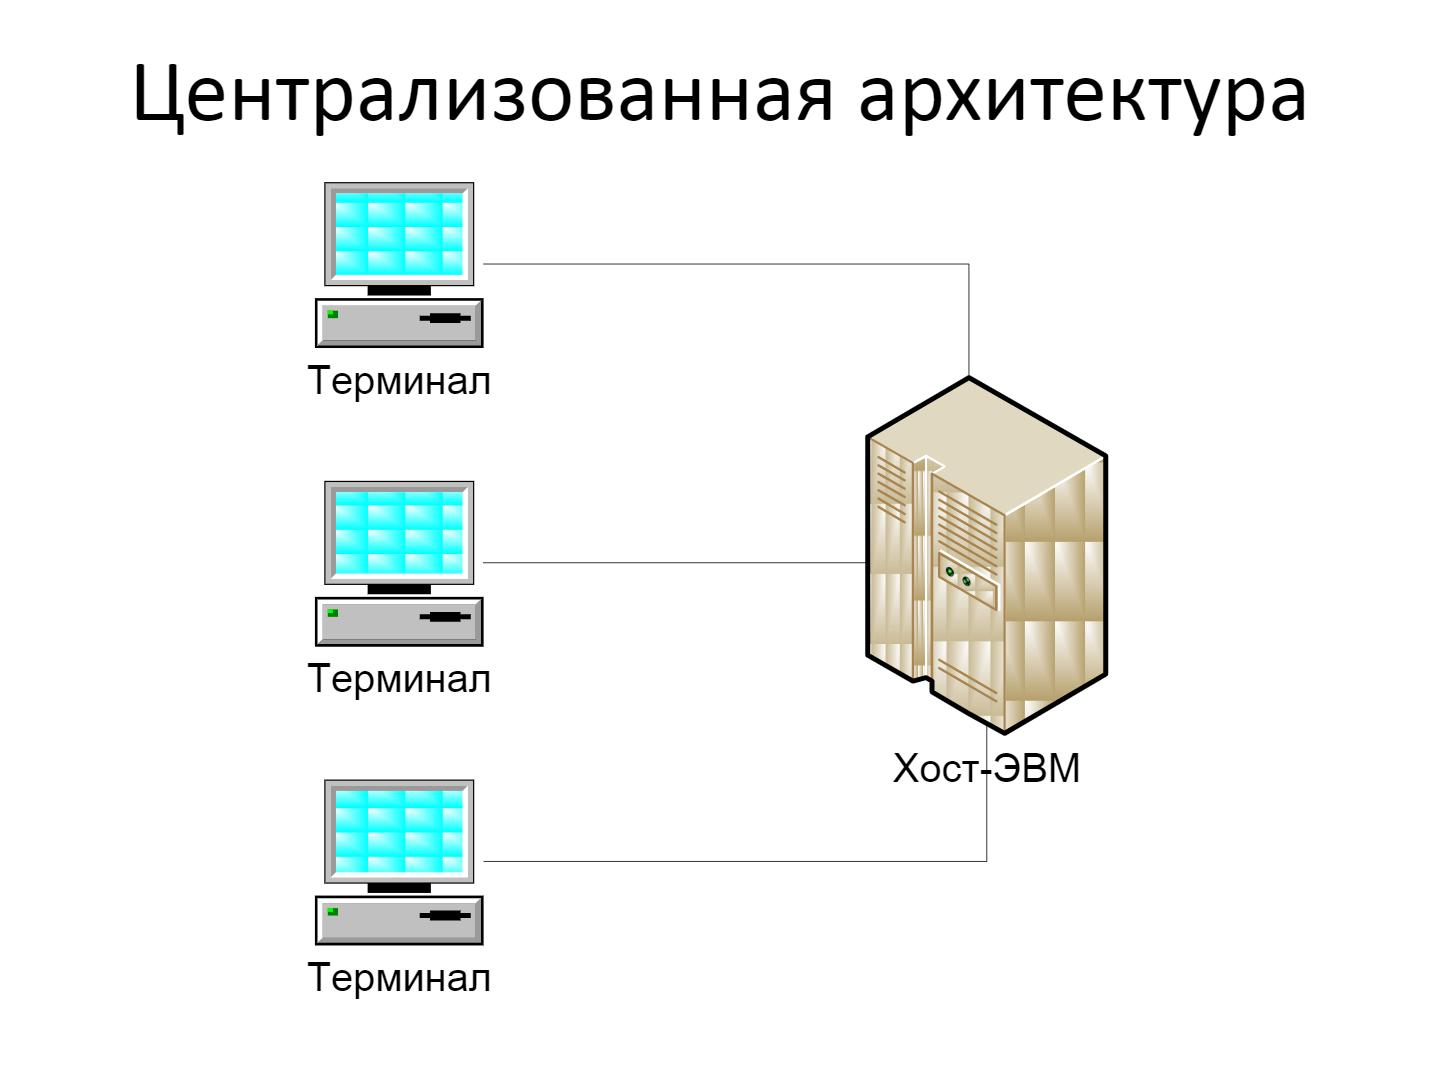 Централизованная архитектура
Терминал
Терминал
Хост-ЭВМ
Терминал